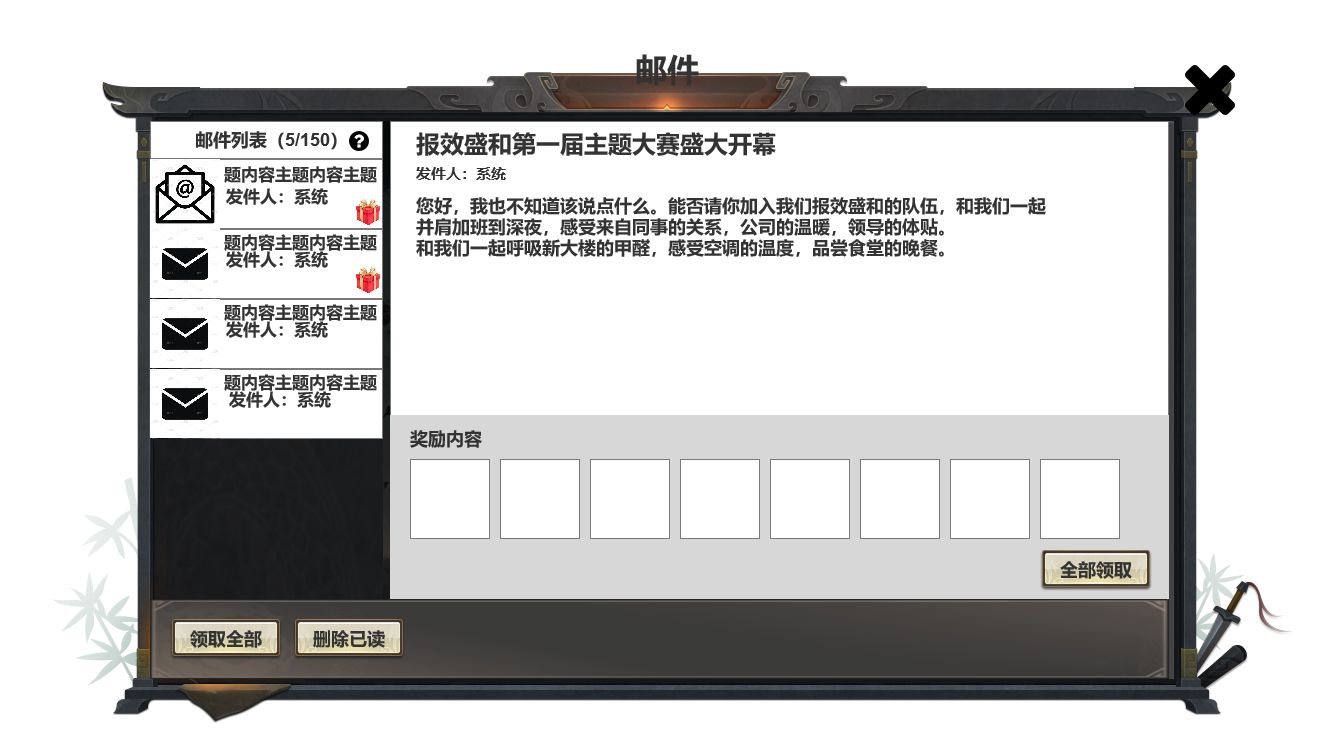 邮件
邮件列表（5/150）
题内容主题内容主题
发件人：系统
题内容主题内容主题
发件人：系统
题内容主题内容主题
发件人：系统
题内容主题内容主题
发件人：系统
报效盛和第一届主题大赛盛大开幕
发件人：系统
您好，我也不知道该说点什么。能否请你加入我们报效盛和的队伍，和我们一起
并肩加班到深夜，感受来自同事的关系，公司的温暖，领导的体贴。
和我们一起呼吸新大楼的甲醛，感受空调的温度，品尝食堂的晚餐。
奖励内容
全部领取
领取全部
删除已读